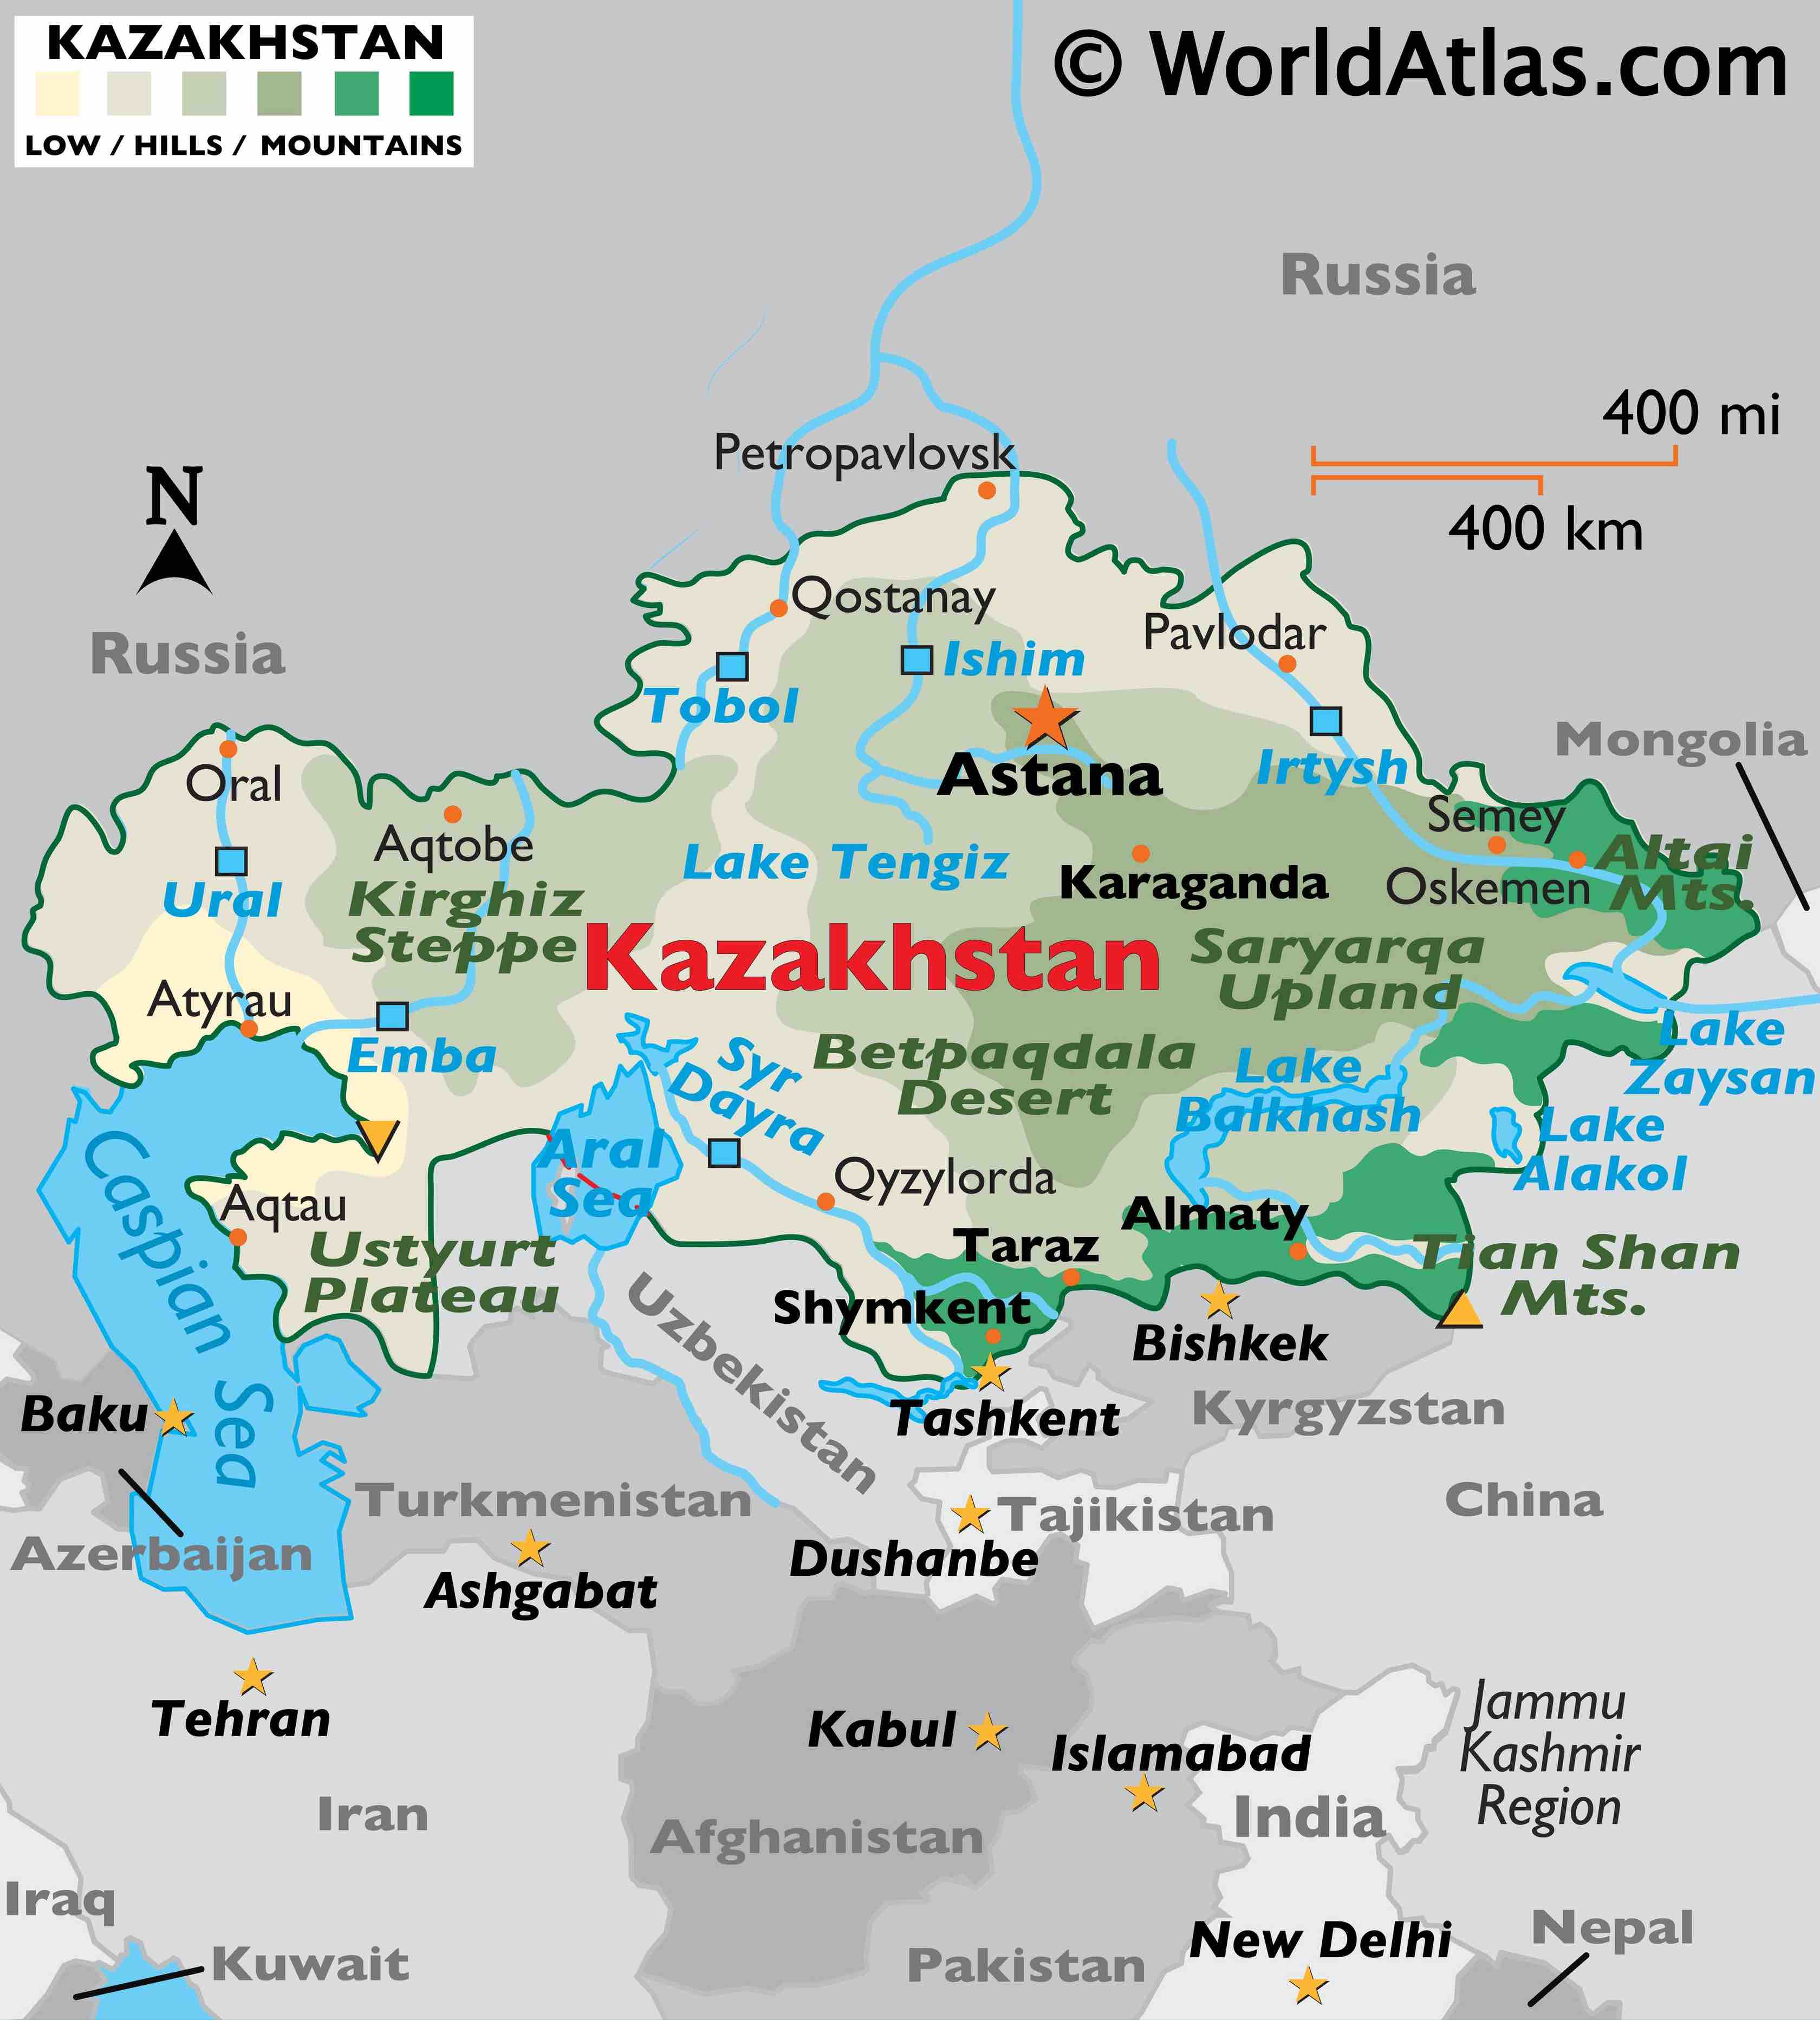 KAZAKHSTAN
LOW / HILLS / MOUNTAINS
© WorldAtlas.com
Russia
400 mi
400 km
N
Petropavlovsk
Russia
Qostanay
Pavlodar
Ishim
Tobol
Astana
Irtysh
Mongolia
Oral
Aqtobe
Semey
Altai
Mts.
Ural
Kirghiz
Steppe
Lake Tengiz
Karaganda
Oskemen
Kazakhstan
Saryarqa
Upland
Atyrau
Emba
Syr
Dayra
Betpaqdala
Desert
Lake
Balkhash
Lake
Zaysan
Lake
Alakol
Caspian
Sea
Aral
Sea
Qyzylorda
Aqtau
Almaty
Taraz
Ustyurt
Plateau
Tian Shan
Mts.
Shymkent
Bishkek
Uzbekistan
Baku
Tashkent
Kyrgyzstan
Turkmenistan
Tajikistan
China
Azerbaijan
Dushanbe
Ashgabat
Tehran
Kabul
Islamabad
Jammu
Kashmir
Region
Iran
Afghanistan
India
Iraq
New Delhi
Nepal
Kuwait
Pakistan